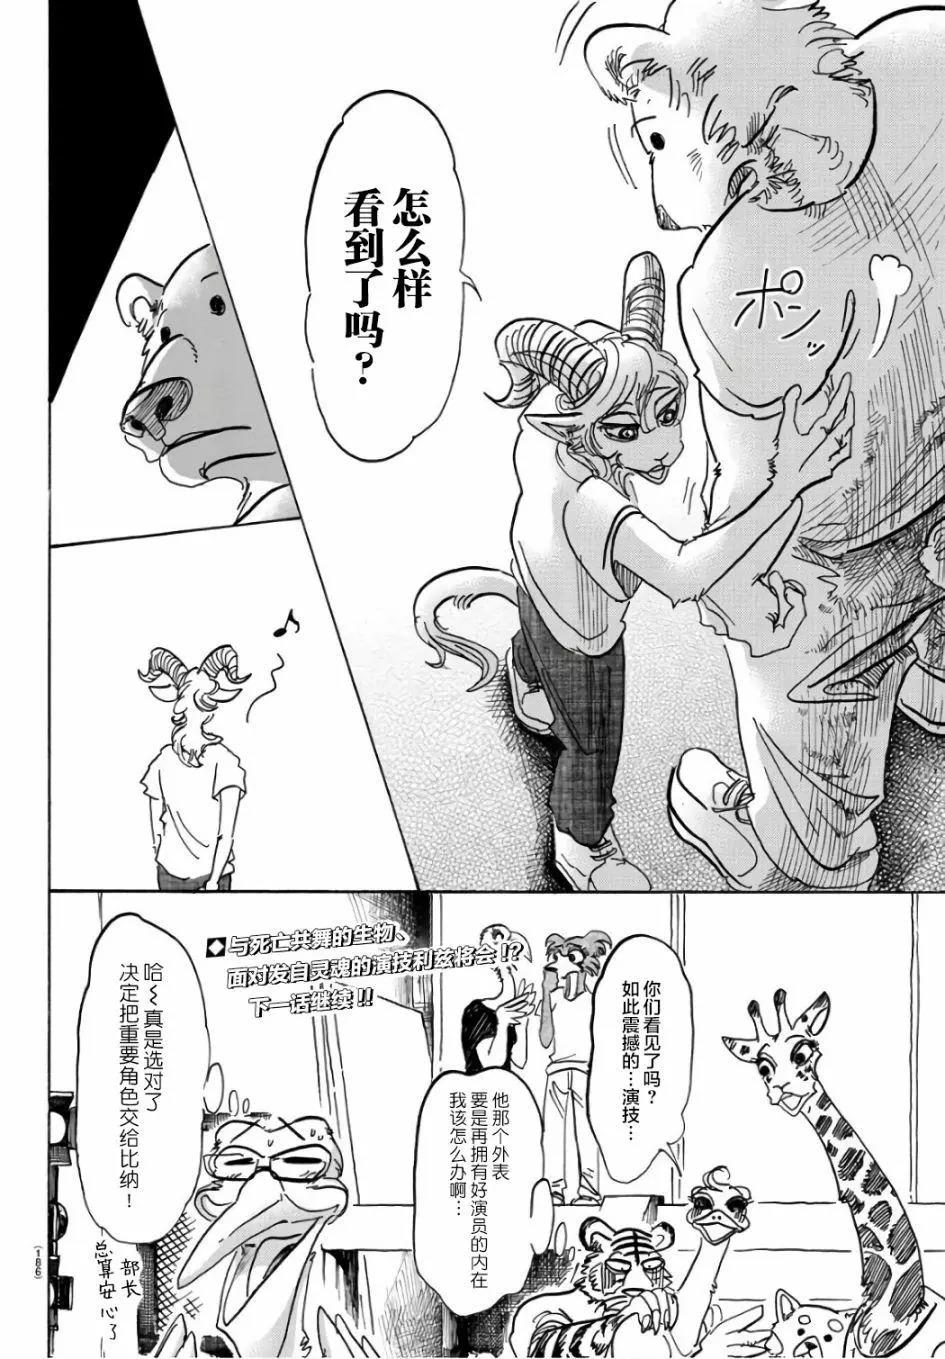 怎么样
看到了吗？
ポンッ
你们看见了吗？
如此震撼的…演技…
他那个外表
要是再拥有好演员的内在
我该怎么办啊…
◆与死亡共舞的生物、
面对发自灵魂的演技利兹将会!?
下一话继续!!
哈～真是选对了
决定把重要角色交给比纳！
部长
总算安心了
(186)